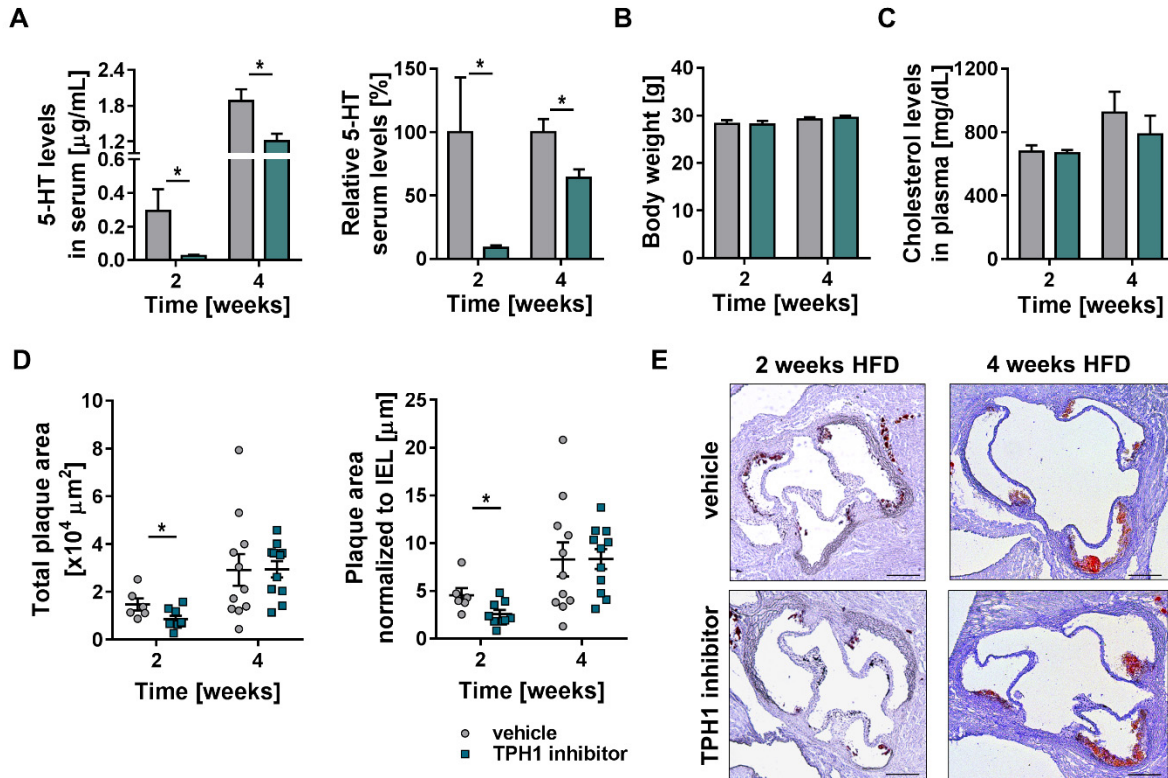 A
5-HT levels
in serum [μg/mL]
2.4
1.8
1.2
0.6
0.4
0.2
0.0
*
*
2
4
Time [weeks]
Relative 5-HT
serum levels [%]
150
100
50
0
*
*
2
4
Time [weeks]
B
Body weight [g]
40
30
20
10
0
2
4
Time [weeks]
C
Cholesterol levels
in plasma [mg/dL]
1200
800
400
0
2
4
Time [weeks]
D
Total plaque area
[x10⁴ μm²]
10
8
6
4
2
0
*
2
4
Time [weeks]
Plaque area
normalized to IEL [μm]
25
20
15
10
5
0
*
2
4
Time [weeks]
vehicle
TPH1 inhibitor
E
2 weeks HFD
4 weeks HFD
vehicle
TPH1 inhibitor